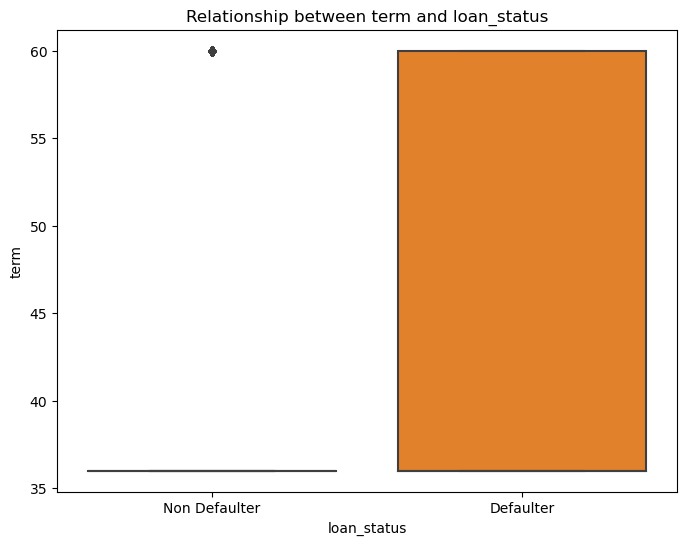 Relationship between term and loan_status
60
55
50
45
40
35
term
Non Defaulter
Defaulter
loan_status